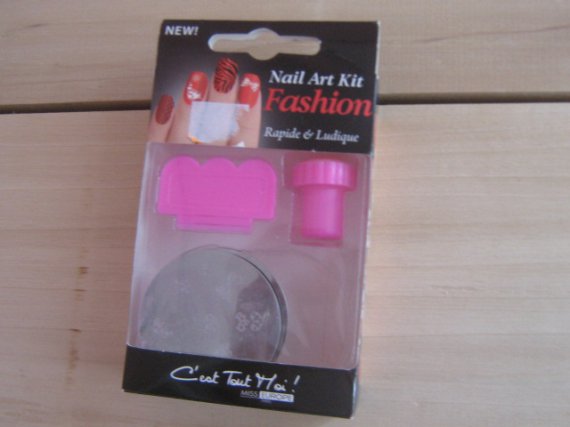 NEW!
Nail Art Kit
Fashion
Rapide & Ludique
C'est Tout Moi!
MISS EUROPE